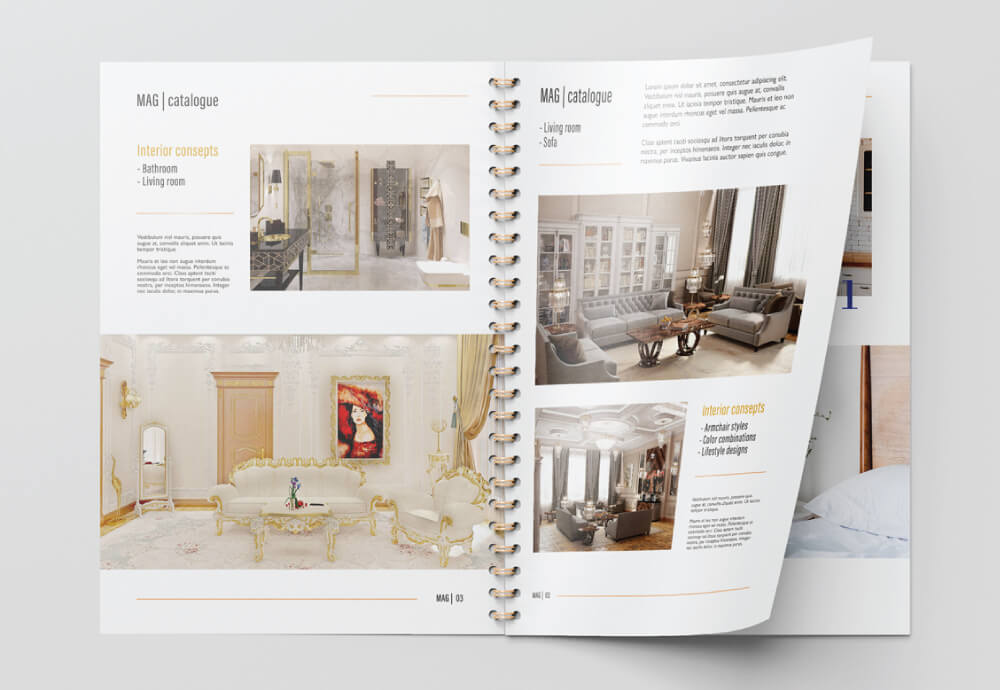 MAG | catalogue
Interior consepts
- Bathroom
- Living room
Vestibulum nisl mauris, posuere quis
augue at, convallis aliquet enim. Ut lacinia
tempor tristique.
Mauris et leo non augue interdum
rhoncus eget vel massa. Pellentesque ac
commodo orci. Class aptent taciti
sociosqu ad litora torquent per conubia
nostra, per inceptos himenaeos. Integer
nec iaculis dolor, in maximus purus.
MAG | 03
MAG | catalogue
- Living room
- Sofa
Lorem ipsum dolor sit amet, consectetur adipiscing elit.
Vestibulum nisl mauris, posuere quis augue at, convallis
aliquet enim. Ut lacinia tempor tristique. Mauris et leo non
augue interdum rhoncus eget vel massa. Pellentesque ac
commodo orci.
Class aptent taciti sociosqu ad litora torquent per conubia
nostra, per inceptos himenaeos. Integer nec iaculis dolor, in
maximus purus. Vivamus lacinia auctor sapien quis congue.
Interior consepts
- Armchair styles
- Color combinations
- Lifestyle designs
Vestibulum nisl mauris, posuere quis
augue at, convallis aliquet enim. Ut lacinia
tempor tristique.
Mauris et leo non augue interdum
rhoncus eget vel massa. Pellentesque ac
commodo orci. Class aptent taciti
sociosqu ad litora torquent per conubia
nostra, per inceptos himenaeos. Integer
nec iaculis dolor, in maximus purus.
MAG | 02
1